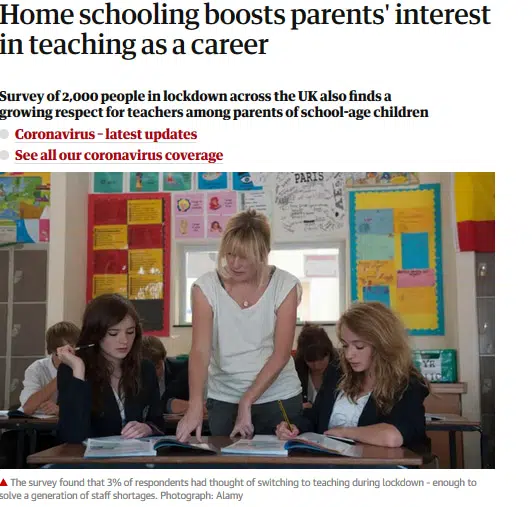 Home schooling boosts parents' interest
in teaching as a career
Survey of 2,000 people in lockdown across the UK also finds a
growing respect for teachers among parents of school-age children
Coronavirus – latest updates
See all our coronavirus coverage
PARIS
The survey found that 3% of respondents had thought of switching to teaching during lockdown – enough to
solve a generation of staff shortages. Photograph: Alamy